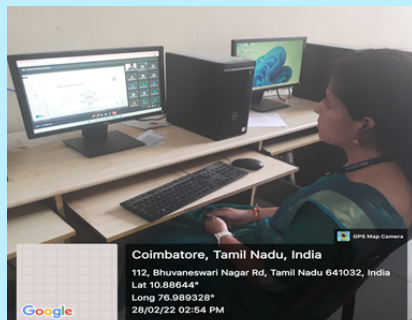 GPS Map Camera
Coimbatore, Tamil Nadu, India
112, Bhuvaneswari Nagar Rd, Tamil Nadu 641032, India
Lat 10.88644°
Long 76.989328°
28/02/22 02:54 PM
Google